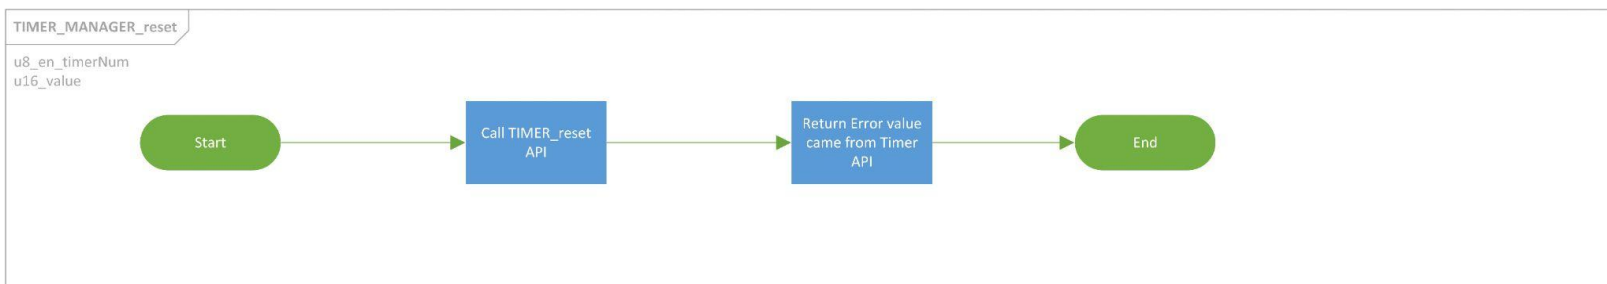 TIMER_MANAGER_reset
u8_en_timerNum
u16_value
Start
Call TIMER_reset
API
Return Error value
came from Timer
API
End